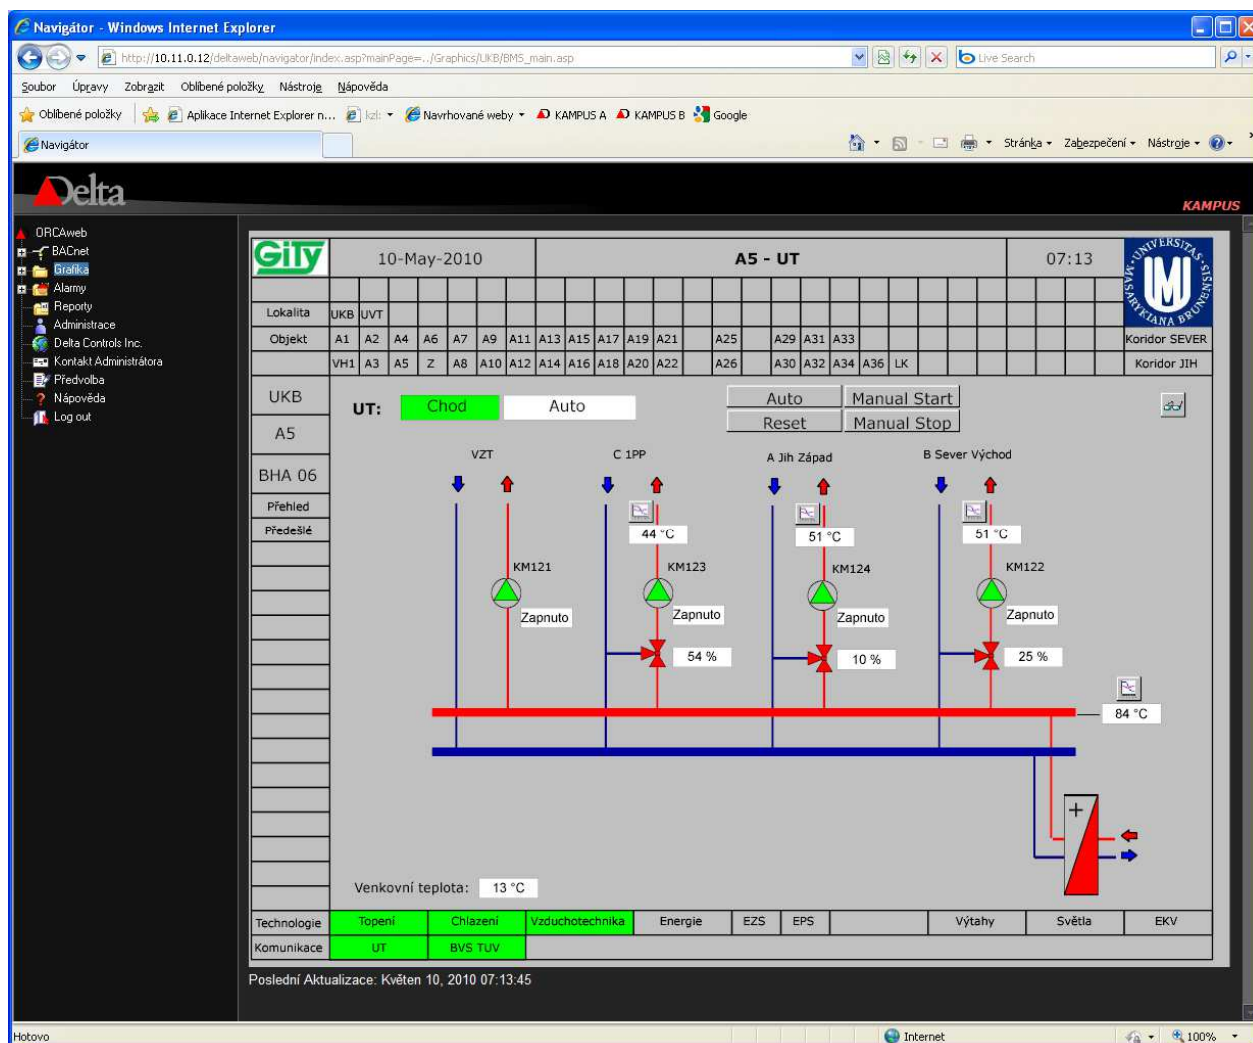 Navigátor - Windows Internet Explorer
http://10.11.0.12/deltaweb/navigator/index.asp?mainPage=../Graphics/UKB/BMS_main.asp
Live Search
Soubor Úpravy Zobrazit Oblíbené položky Nástroje Nápověda
Oblíbené položky Aplikace Internet Explorer n... kzl: Navrhované weby KAMPUS A KAMPUS B Google
Navigátor Stránka Zabezpečení Nástroje
Delta
KAMPUS
ORCAweb
BACnet
Grafika
Alarmy
Reporty
Administrace
Delta Controls Inc.
Kontakt Administrátora
Předvolba
Nápověda
Log out
GiTy 10-May-2010 A5 - UT 07:13
UNIVERSITAS MASARYKIANA BRUNENSIS
Lokalita UKB UVT
Objekt A1 A2 A4 A6 A7 A9 A11 A13 A15 A17 A19 A21 A25 A29 A31 A33 Koridor SEVER
VH1 A3 A5 Z A8 A10 A12 A14 A16 A18 A20 A22 A26 A30 A32 A34 A36 LK Koridor JIH
UKB
A5
BHA 06
Přehled
Předešlé
UT: Chod Auto
Auto Manual Start
Reset Manual Stop
VZT C 1PP A Jih Západ B Sever Východ
44 °C 51 °C 51 °C
KM121 KM123 KM124 KM122
Zapnuto Zapnuto Zapnuto Zapnuto
54 % 10 % 25 %
84 °C
+
Venkovní teplota: 13 °C
Technologie Topení Chlazení Vzduchotechnika Energie EZS EPS Výtahy Světla EKV
Komunikace UT BVS TUV
Poslední Aktualizace: Květen 10, 2010 07:13:45
Hotovo Internet 100%